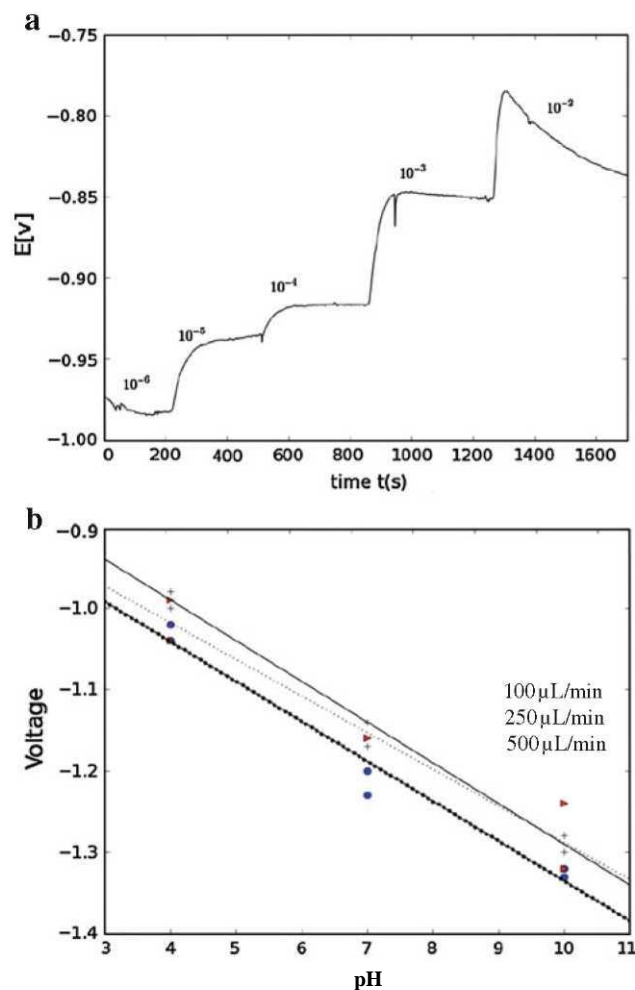 a
−0.75
−0.80
−0.85
−0.90
−0.95
−1.00
E[v]
10⁻⁶
10⁻⁵
10⁻⁴
10⁻³
10⁻²
0 200 400 600 800 1000 1200 1400 1600
time t(s)
b
−0.9
−1.0
−1.1
−1.2
−1.3
−1.4
Voltage
100 µL/min
250 µL/min
500 µL/min
3 4 5 6 7 8 9 10 11
pH